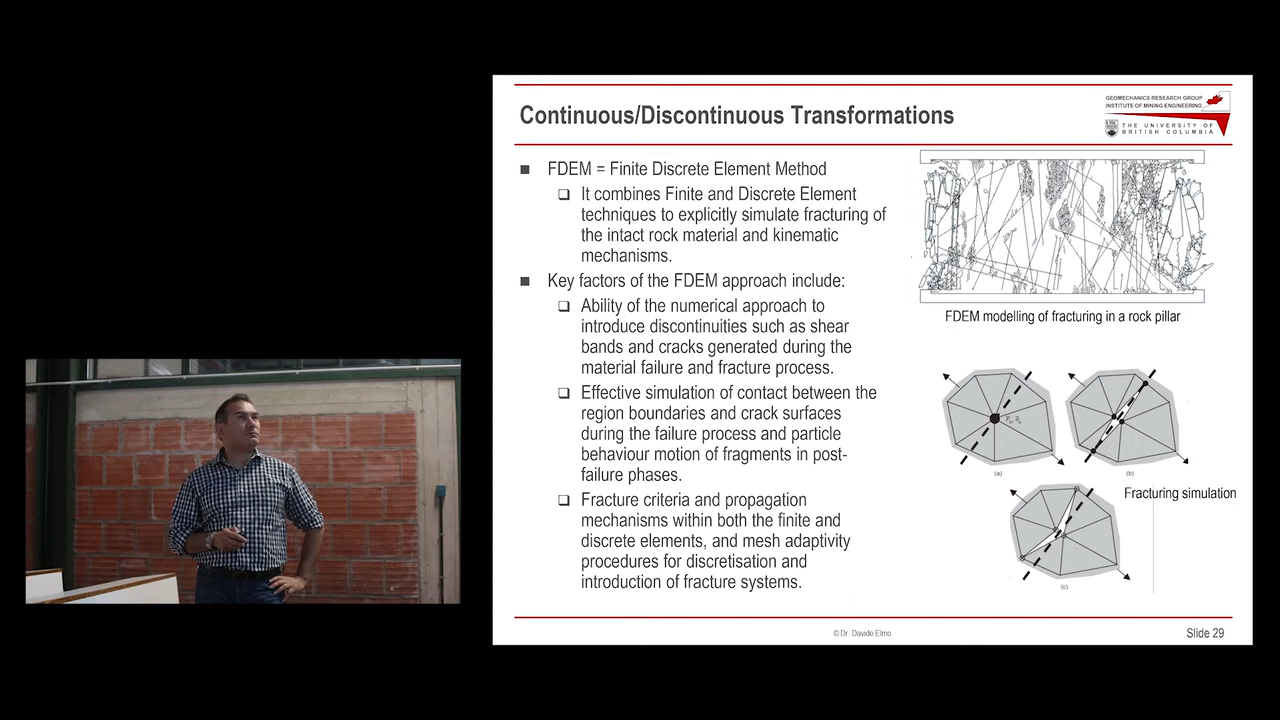 Continuous/Discontinuous Transformations
GEOMECHANICS RESEARCH GROUP
INSTITUTE OF MINING ENGINEERING
THE UNIVERSITY OF
BRITISH COLUMBIA
FDEM = Finite Discrete Element Method
It combines Finite and Discrete Element
techniques to explicitly simulate fracturing of
the intact rock material and kinematic
mechanisms.
Key factors of the FDEM approach include:
Ability of the numerical approach to
introduce discontinuities such as shear
bands and cracks generated during the
material failure and fracture process.
Effective simulation of contact between the
region boundaries and crack surfaces
during the failure process and particle
behaviour motion of fragments in post-
failure phases.
Fracture criteria and propagation
mechanisms within both the finite and
discrete elements, and mesh adaptivity
procedures for discretisation and
introduction of fracture systems.
FDEM modelling of fracturing in a rock pillar
(a)
(b)
Fracturing simulation
(c)
© Dr. Davide Elmo
Slide 29